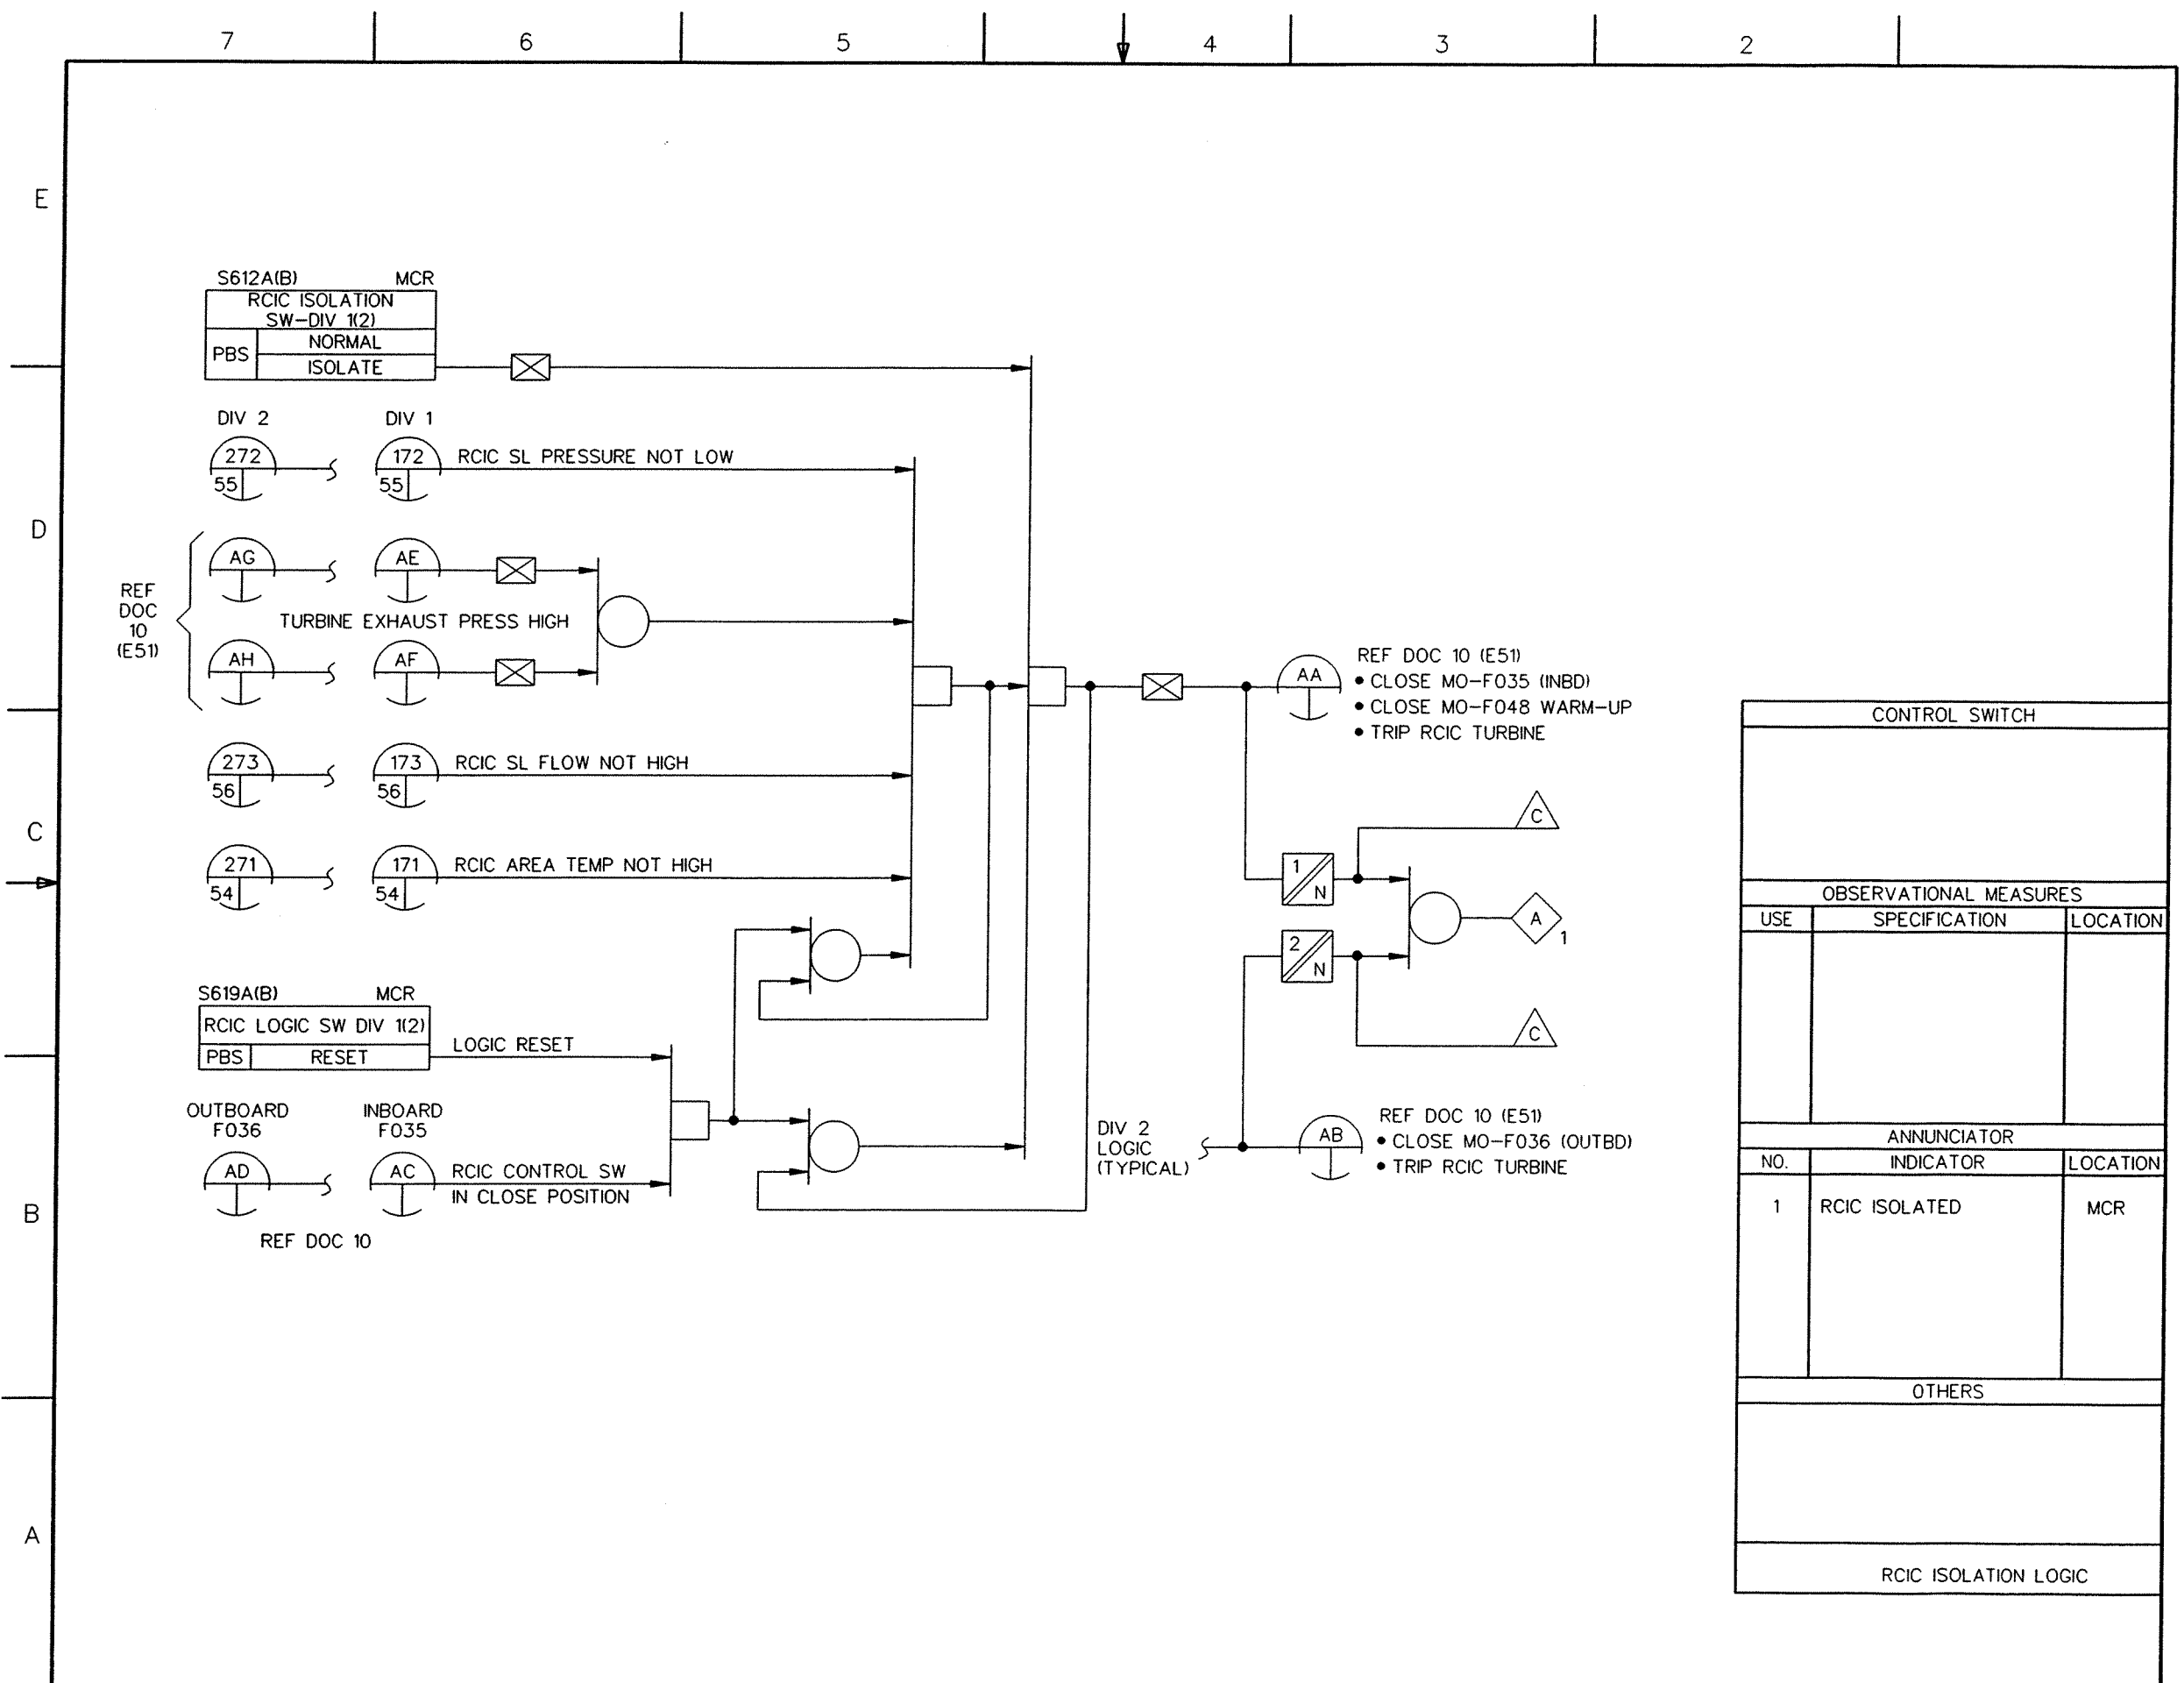 7 6 5 4 3 2
E
S612A(B) MCR
RCIC ISOLATION
SW-DIV 1(2)
PBS NORMAL
ISOLATE
DIV 2 DIV 1
272 172 RCIC SL PRESSURE NOT LOW
55 55
D
AG AE
REF
DOC
10
(E51)
TURBINE EXHAUST PRESS HIGH
AH AF
AA
REF DOC 10 (E51)
• CLOSE MO-F035 (INBD)
• CLOSE MO-F048 WARM-UP
• TRIP RCIC TURBINE
273 173 RCIC SL FLOW NOT HIGH
56 56
C
271 171 RCIC AREA TEMP NOT HIGH
54 54
C
1
N
A
1
2
N
C
S619A(B) MCR
RCIC LOGIC SW DIV 1(2)
PBS RESET
LOGIC RESET
OUTBOARD
F036
INBOARD
F035
AD AC RCIC CONTROL SW
IN CLOSE POSITION
REF DOC 10
B
DIV 2
LOGIC
(TYPICAL)
AB
REF DOC 10 (E51)
• CLOSE MO-F036 (OUTBD)
• TRIP RCIC TURBINE
A
CONTROL SWITCH
OBSERVATIONAL MEASURES
USE SPECIFICATION LOCATION
ANNUNCIATOR
NO. INDICATOR LOCATION
1 RCIC ISOLATED MCR
OTHERS
RCIC ISOLATION LOGIC